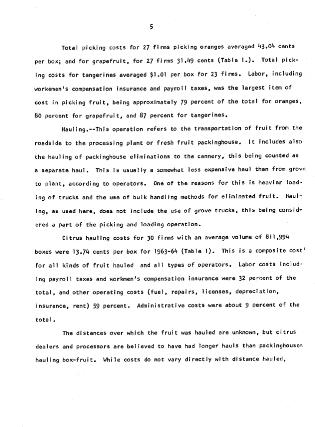 5
Total picking costs for 27 firms picking oranges averaged 43.04 cents
per box; and for grapefruit, for 27 firms 31.49 cents (Table 1.). Total pick-
ing costs for tangerines averaged $1.01 per box for 23 firms. Labor, including
workmen's compensation insurance and payroll taxes, was the largest item of
cost in picking fruit, being approximately 79 percent of the total for oranges,
80 percent for grapefruit, and 87 percent for tangerines.
Hauling.--This operation refers to the transportation of fruit from the
roadside to the processing plant or fresh fruit packinghouse. It includes also
the hauling of packinghouse eliminations to the cannery, this being counted as
a separate haul. This is usually a somewhat less expensive haul than from grove
to plant, according to operators. One of the reasons for this is heavier load-
ing of trucks and the use of bulk handling methods for eliminated fruit. Haul-
ing, as used here, does not include the use of grove trucks, this being consid-
ered a part of the picking and loading operation.
Citrus hauling costs for 30 firms with an average volume of 811,994
boxes were 13.74 cents per box for 1963-64 (Table 1). This is a composite cost
for all kinds of fruit hauled and all types of operators. Labor costs includ-
ing payroll taxes and workmen's compensation insurance were 32 percent of the
total, and other operating costs (fuel, repairs, licenses, depreciation,
insurance, rent) 59 percent. Administrative costs were about 9 percent of the
total.
The distances over which the fruit was hauled are unknown, but citrus
dealers and processors are believed to have had longer hauls than packinghouses
hauling box-fruit. While costs do not vary directly with distance hauled,